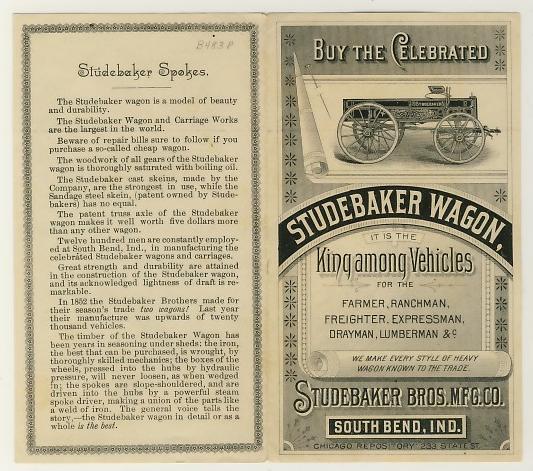 B483P
Studebaker Spokes.
The Studebaker wagon is a model of beauty
and durability.
The Studebaker Wagon and Carriage Works
are the largest in the world.
Beware of repair bills sure to follow if you
purchase a so-called cheap wagon.
The woodwork of all gears of the Studebaker
wagon is thoroughly saturated with boiling oil.
The Studebaker cast skeins, made by the
Company, are the strongest in use, while the
Sandage steel skein, (patent owned by Stude-
bakers) has no equal.
The patent truss axle of the Studebaker
wagon makes it well worth five dollars more
than any other wagon.
Twelve hundred men are constantly employ-
ed at South Bend, Ind., in manufacturing the
celebrated Studebaker wagons and carriages.
Great strength and durability are attained
in the construction of the Studebaker wagon,
and its acknowledged lightness of draft is re-
markable.
In 1852 the Studebaker Brothers made for
their season's trade two wagons! Last year
their manufacture was upwards of twenty
thousand vehicles.
The timber of the Studebaker Wagon has
been years in seasoning under sheds; the iron,
the best that can be purchased, is wrought, by
thoroughly skilled mechanics; the boxes of the
wheels, pressed into the hubs by hydraulic
pressure, will never loosen, as when wedged
in; the spokes are slope-shouldered, and are
driven into the hubs by a powerful steam
spoke driver, making a union of the parts like
a weld of iron. The general voice tells the
story,—the Studebaker wagon in detail or as a
whole is the best.
BUY THE CELEBRATED
STUDEBAKER
STUDEBAKER WAGON,
IT IS THE
King among Vehicles
FOR THE
FARMER, RANCHMAN,
FREIGHTER, EXPRESSMAN,
DRAYMAN, LUMBERMAN &c
WE MAKE EVERY STYLE OF HEAVY
WAGON KNOWN TO THE TRADE.
STUDEBAKER BROS. MFG. CO.
SOUTH BEND, IND.
CHICAGO REPOSITORY 233 STATE ST.